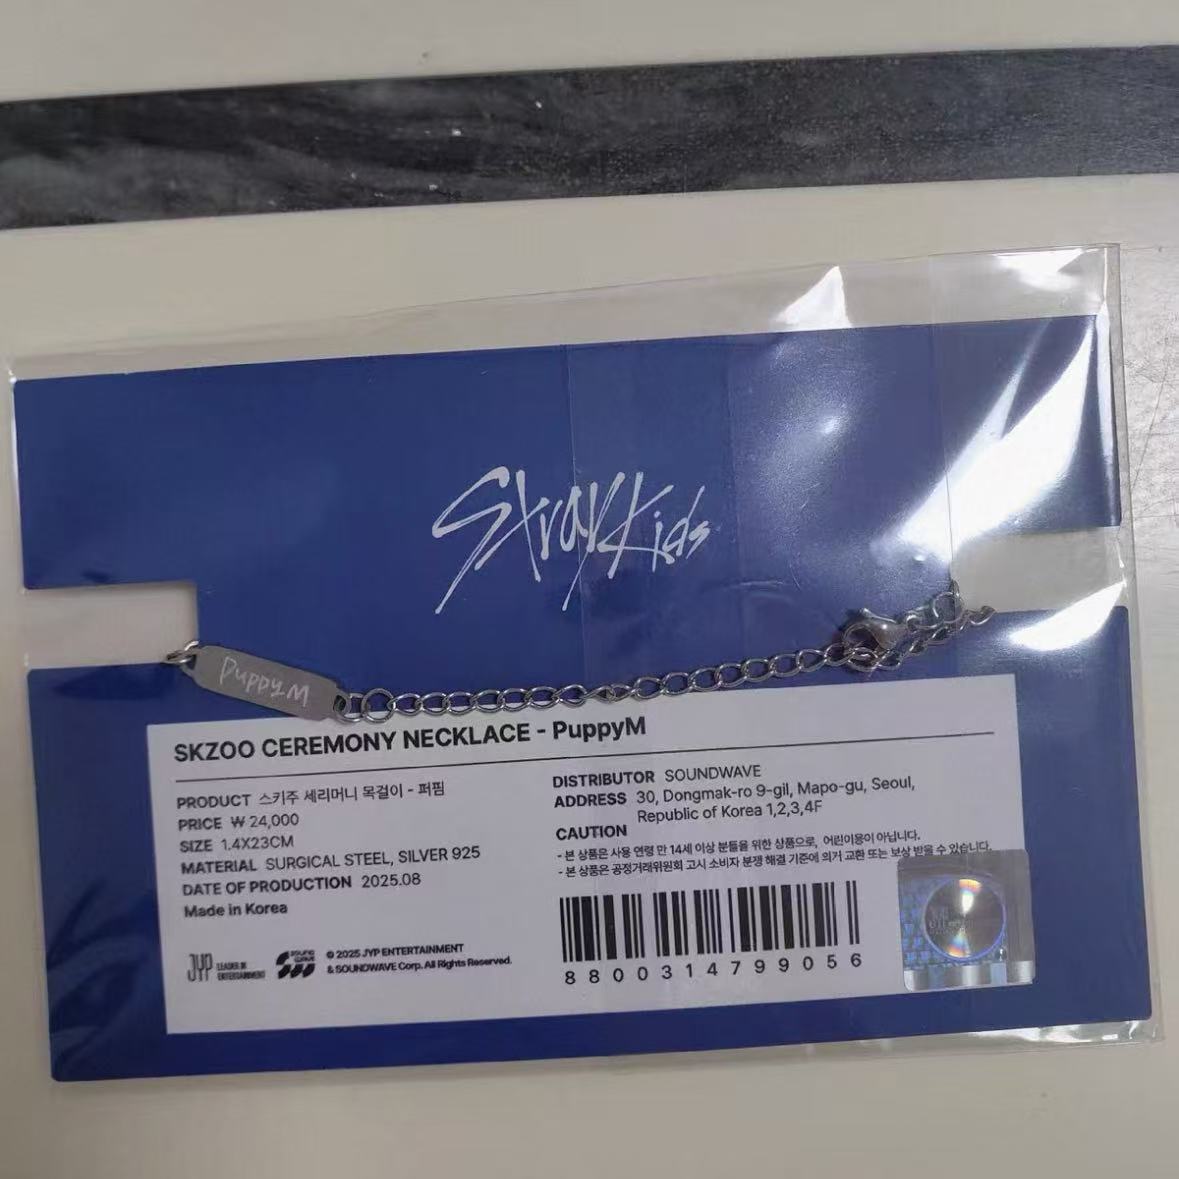 Stray Kids
PuppyM
SKZOO CEREMONY NECKLACE - PuppyM
PRODUCT 스키주 세리머니 목걸이 - 퍼핌
PRICE ₩ 24,000
SIZE 1.4X23CM
MATERIAL SURGICAL STEEL, SILVER 925
DATE OF PRODUCTION 2025.08
Made in Korea
JYP LEADER IN
ENTERTAINMENT
SOUND
WAVE
© 2025 JYP ENTERTAINMENT
& SOUNDWAVE Corp. All Rights Reserved.
DISTRIBUTOR SOUNDWAVE
ADDRESS 30, Dongmak-ro 9-gil, Mapo-gu, Seoul,
Republic of Korea 1,2,3,4F
CAUTION
- 본 상품은 사용 연령 만 14세 이상 분들을 위한 상품으로, 어린이용이 아닙니다.
- 본 상품은 공정거래위원회 고시 소비자 분쟁 해결 기준에 의거 교환 또는 보상 받을 수 있습니다.
8800314799056